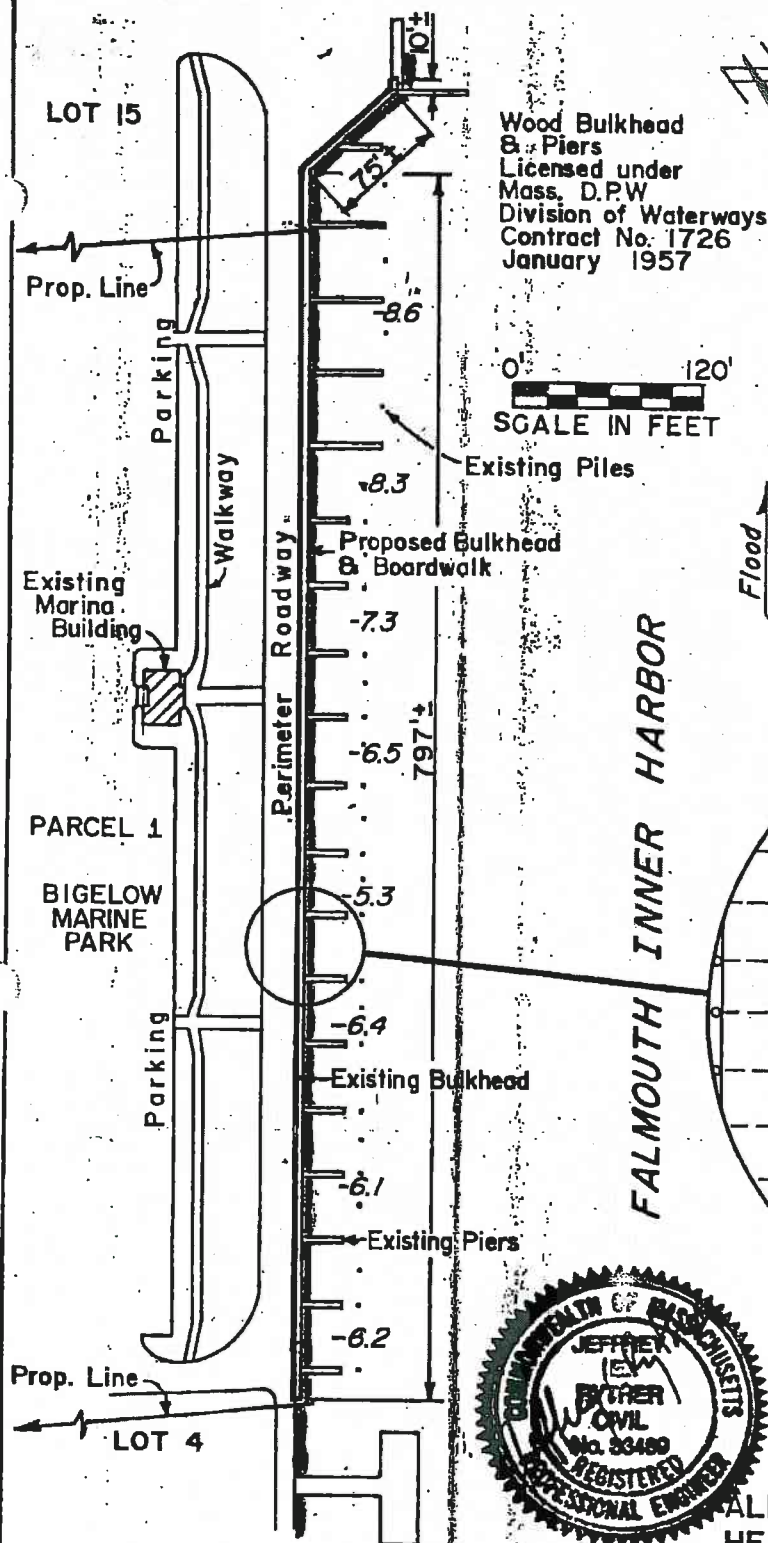 10'±
LOT 15
Wood Bulkhead
& Piers
Licensed under
Mass. D.P.W
Division of Waterways
Contract No. 1726
January 1957
75'±
Prop. Line
-8.6
Parking
0' 120'
SCALE IN FEET
Existing Piles
-8.3
Walkway
Proposed Bulkhead
& Boardwalk
Flood
Existing
Marina
Building
-7.3
Perimeter Roadway
797'±
-6.5
FALMOUTH INNER HARBOR
PARCEL 1
BIGELOW
MARINE
PARK
-5.3
-6.4
Parking
Existing Bulkhead
-6.1
Existing Piers
-6.2
Prop. Line
LOT 4
COMMONWEALTH OF MASSACHUSETTS
JEFFREY
E
CIVIL
REGISTERED
PROFESSIONAL ENGINEER